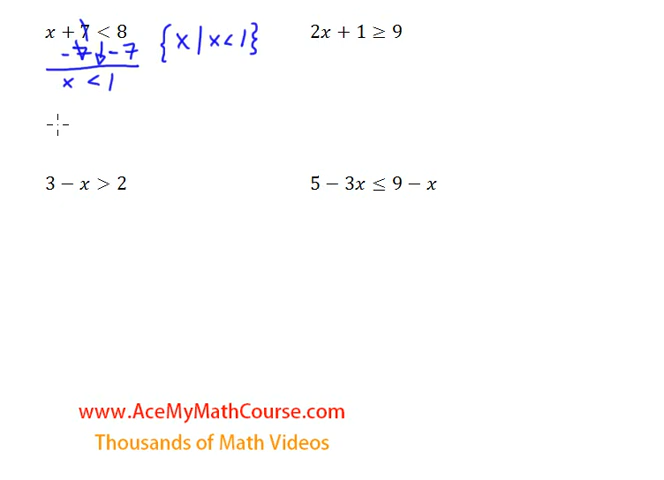 x + 7 < 8
- 7 ↓ - 7
x < 1
{x | x < 1}
2x + 1 ≥ 9
3 − x > 2
5 − 3x ≤ 9 − x
www.AceMyMathCourse.com
Thousands of Math Videos